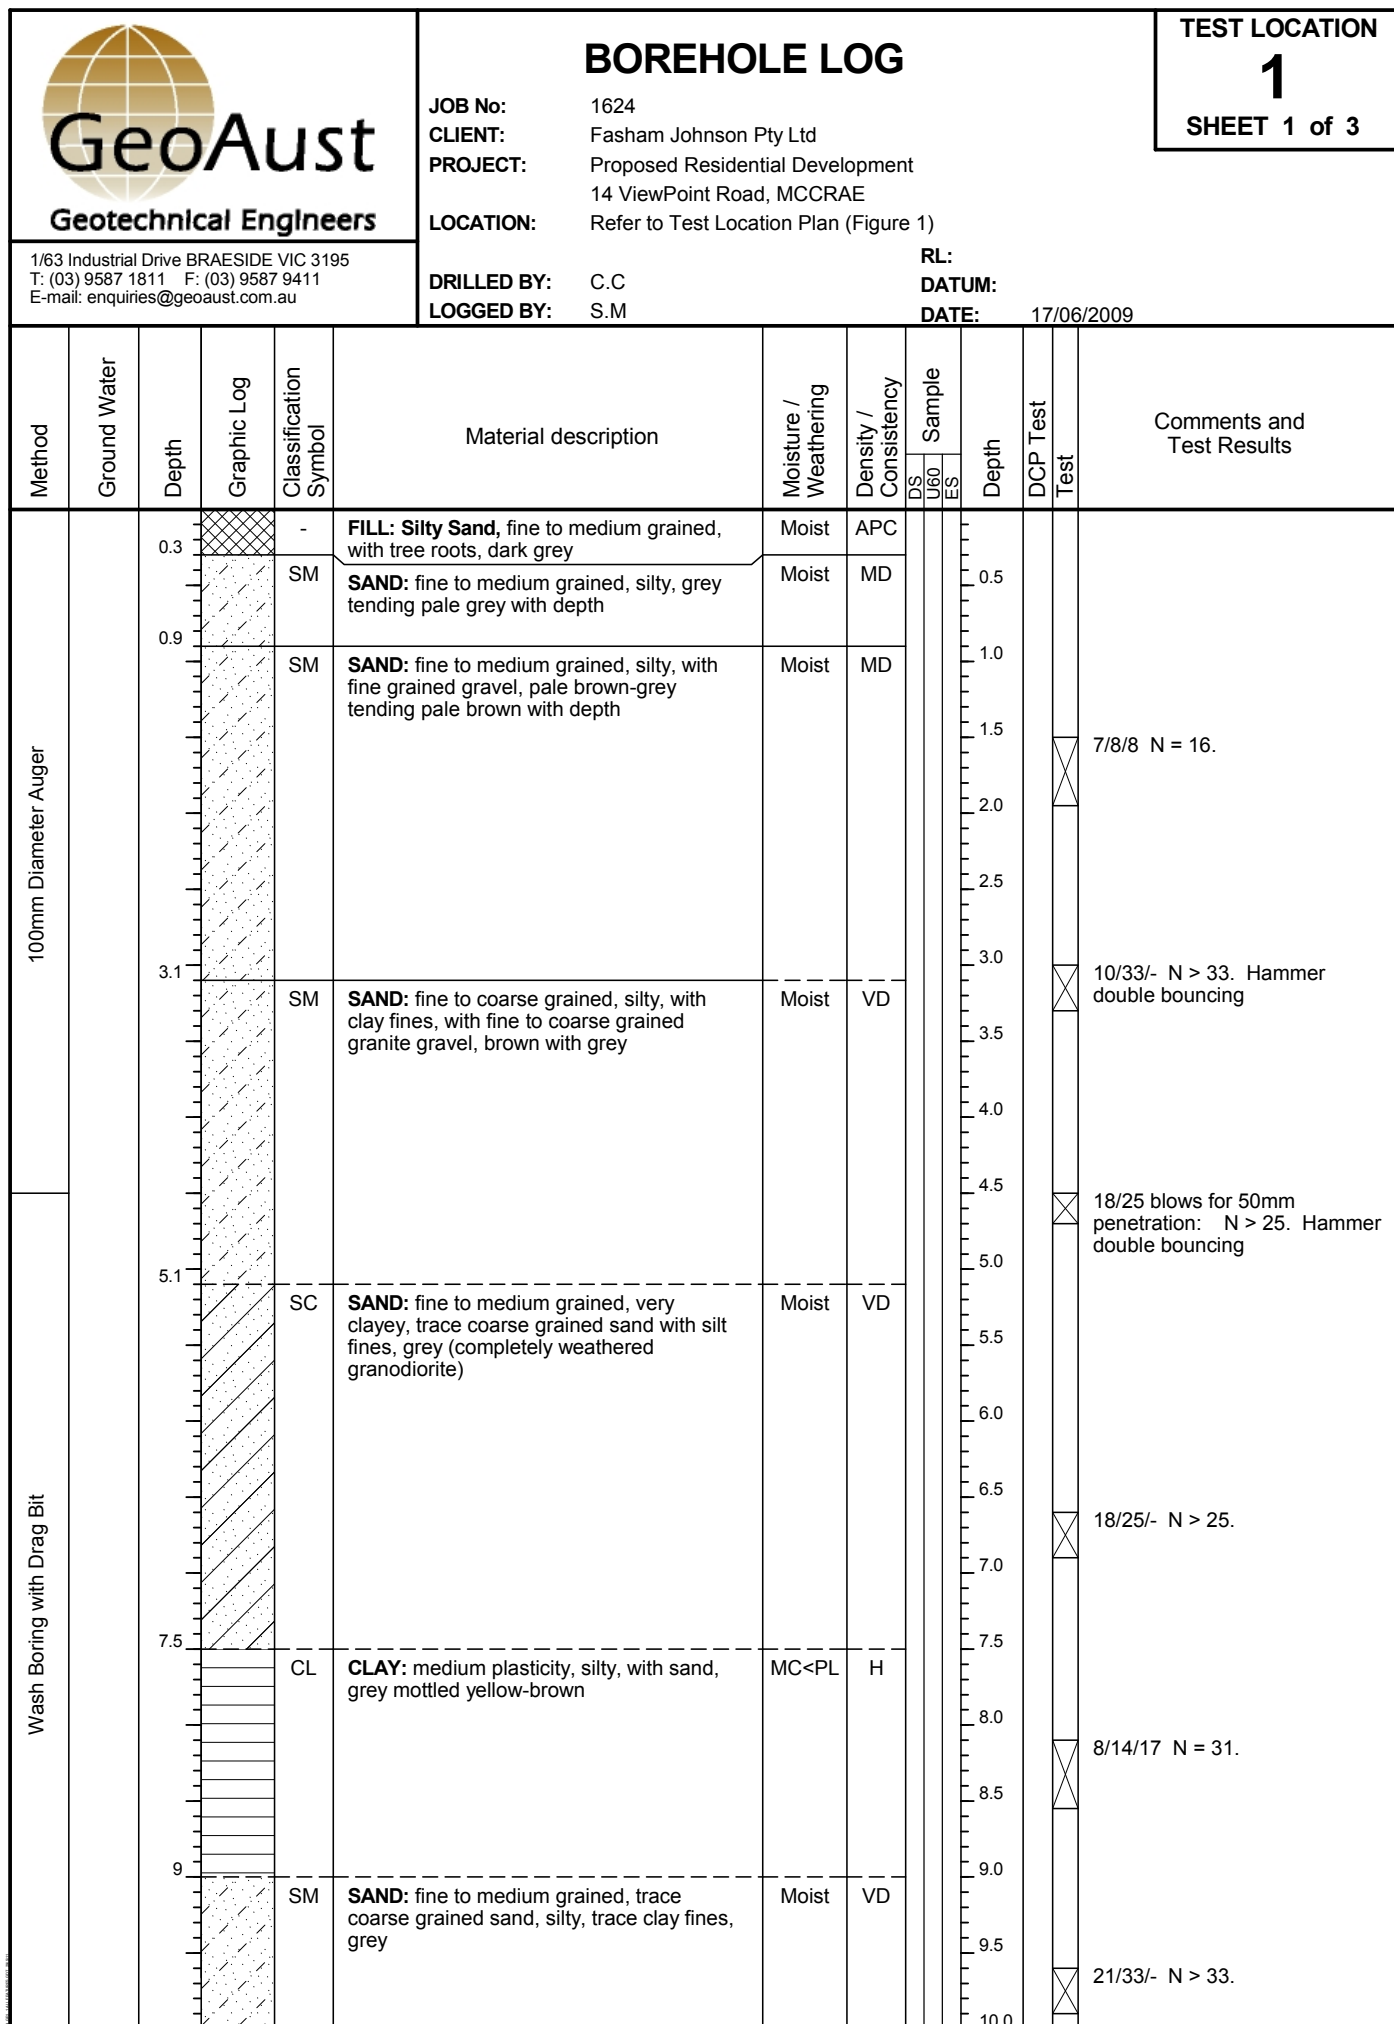 GeoAust
Geotechnical Engineers
1/63 Industrial Drive BRAESIDE VIC 3195
T: (03) 9587 1811 F: (03) 9587 9411
E-mail: enquiries@geoaust.com.au
BOREHOLE LOG
JOB No: 1624
CLIENT: Fasham Johnson Pty Ltd
PROJECT: Proposed Residential Development
14 ViewPoint Road, MCCRAE
LOCATION: Refer to Test Location Plan (Figure 1)
RL:
DRILLED BY: C.C DATUM:
LOGGED BY: S.M DATE: 17/06/2009
TEST LOCATION
1
SHEET 1 of 3
Method
Ground Water
Depth
Graphic Log
Classification
Symbol
Material description
Moisture /
Weathering
Density /
Consistency
Sample
DS
U60
ES
Depth
DCP Test
Test
Comments and
Test Results
100mm Diameter Auger
Wash Boring with Drag Bit
0.3
- FILL: Silty Sand, fine to medium grained, Moist APC
with tree roots, dark grey
SM SAND: fine to medium grained, silty, grey Moist MD
tending pale grey with depth
0.5
0.9
SM SAND: fine to medium grained, silty, with Moist MD
fine grained gravel, pale brown-grey
tending pale brown with depth
1.0
1.5
7/8/8 N = 16.
2.0
2.5
3.0
3.1
10/33/- N > 33. Hammer
double bouncing
SM SAND: fine to coarse grained, silty, with Moist VD
clay fines, with fine to coarse grained
granite gravel, brown with grey
3.5
4.0
4.5
18/25 blows for 50mm
penetration: N > 25. Hammer
double bouncing
5.0
5.1
SC SAND: fine to medium grained, very Moist VD
clayey, trace coarse grained sand with silt
fines, grey (completely weathered
granodiorite)
5.5
6.0
6.5
18/25/- N > 25.
7.0
7.5
7.5
CL CLAY: medium plasticity, silty, with sand, MC<PL H
grey mottled yellow-brown
8.0
8/14/17 N = 31.
8.5
9
9.0
SM SAND: fine to medium grained, trace Moist VD
coarse grained sand, silty, trace clay fines,
grey
9.5
21/33/- N > 33.
10.0